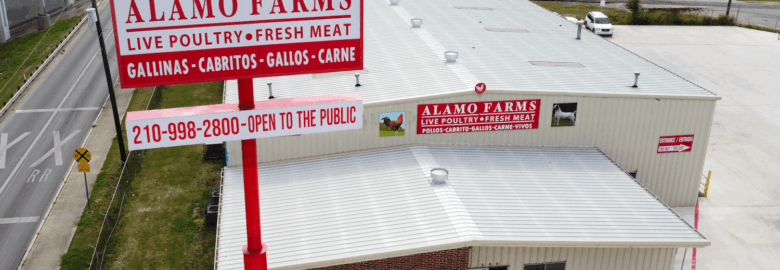 ALAMO FARMS
LIVE POULTRY • FRESH MEAT
GALLINAS - CABRITOS - GALLOS - CARNE
210-998-2800 - OPEN TO THE PUBLIC
ALAMO FARMS
LIVE POULTRY • FRESH MEAT
POLLOS-CABRITO-GALLOS-CARNE-VIVOS
ENTRANCE / ENTRADA
X X
RR